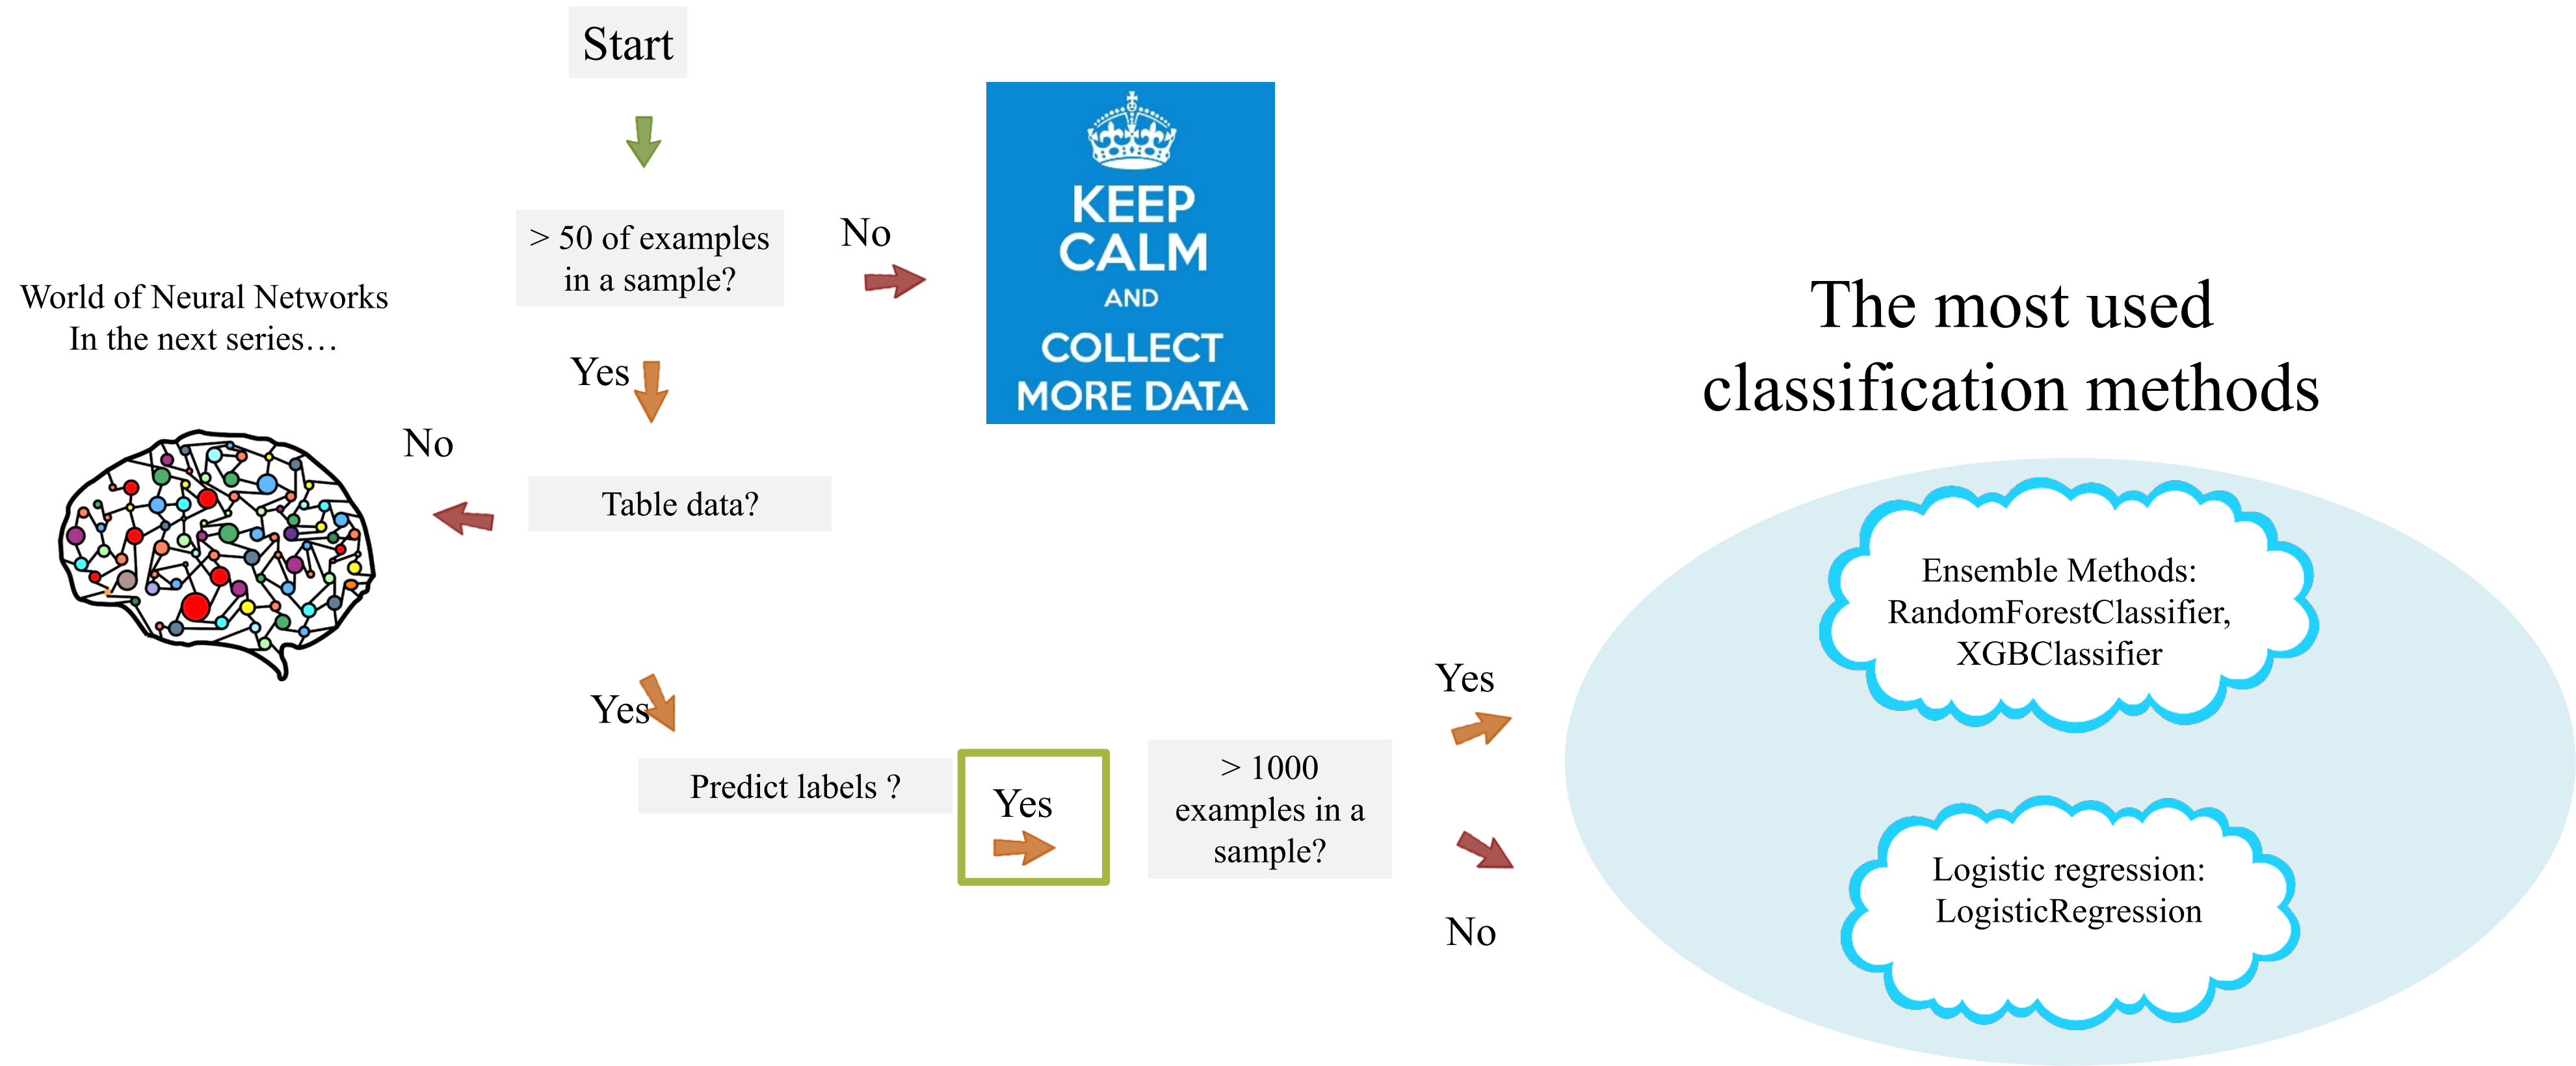 Start
> 50 of examples
in a sample?
No
KEEP
CALM
AND
COLLECT
MORE DATA
World of Neural Networks
In the next series…
Yes
No
Table data?
Yes
Predict labels ?
Yes
> 1000
examples in a
sample?
Yes
No
The most used
classification methods
Ensemble Methods:
RandomForestClassifier,
XGBClassifier
Logistic regression:
LogisticRegression